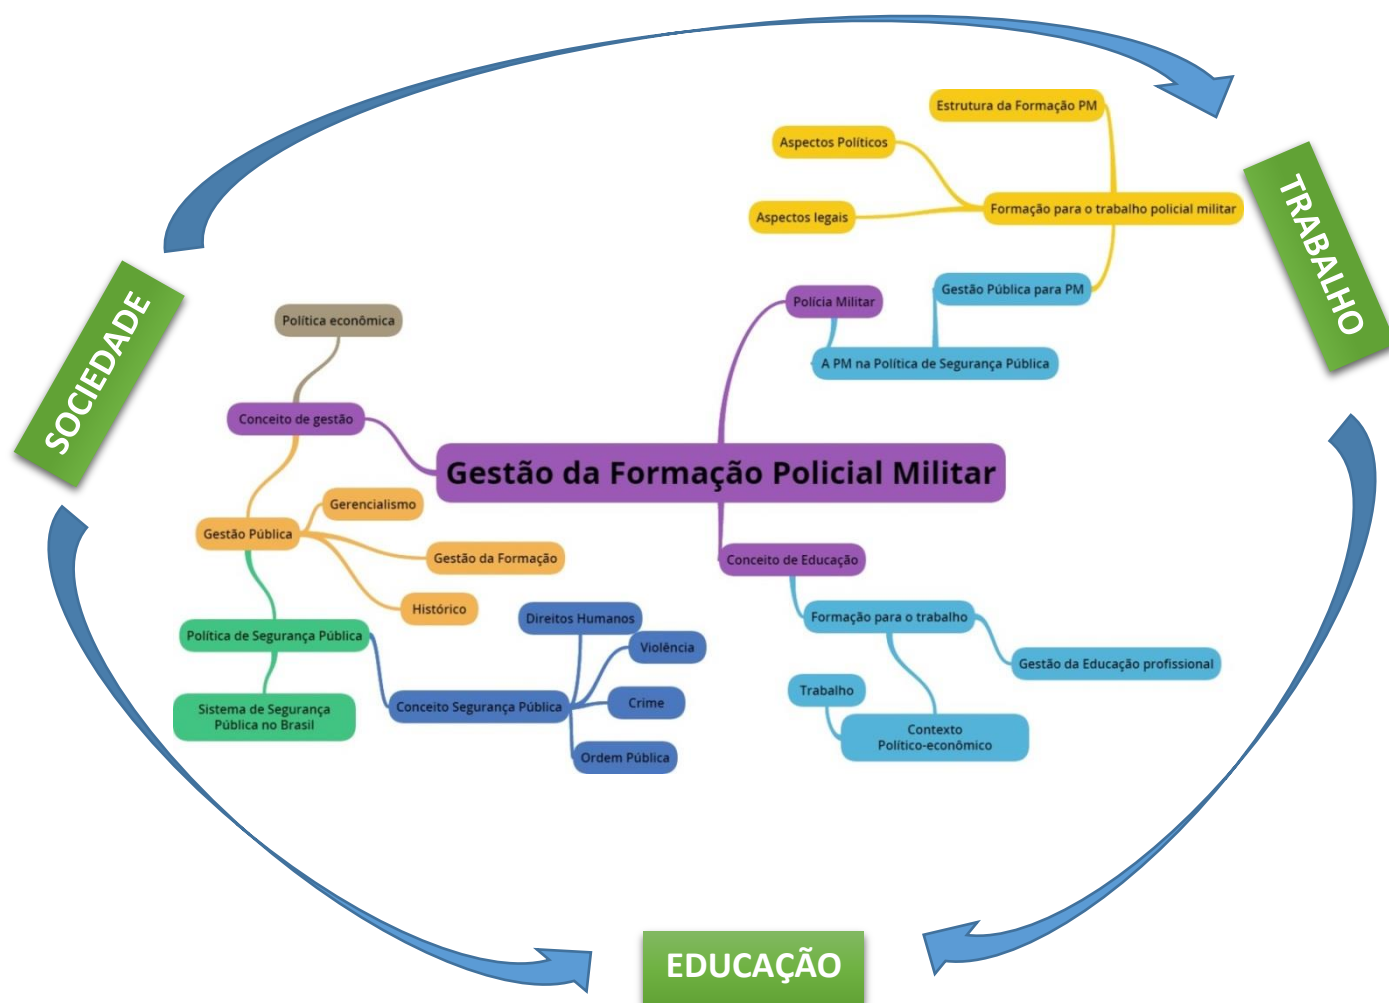 Estrutura da Formação PM
Aspectos Políticos
Aspectos legais
Formação para o trabalho policial militar
TRABALHO
SOCIEDADE
Polícia Militar
Gestão Pública para PM
A PM na Política de Segurança Pública
Política econômica
Conceito de gestão
Gestão da Formação Policial Militar
Gerencialismo
Gestão Pública
Gestão da Formação
Histórico
Conceito de Educação
Formação para o trabalho
Gestão da Educação profissional
Trabalho
Contexto
Político-econômico
Política de Segurança Pública
Sistema de Segurança
Pública no Brasil
Conceito Segurança Pública
Direitos Humanos
Violência
Crime
Ordem Pública
EDUCAÇÃO